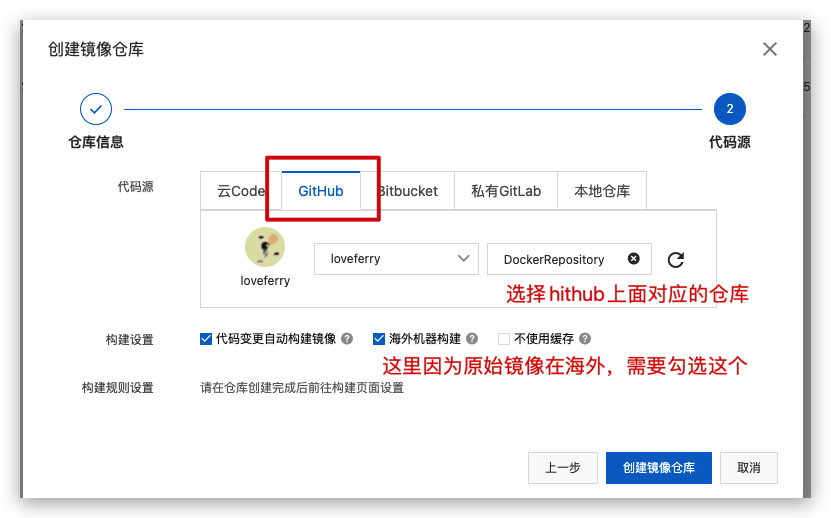 创建镜像仓库
2
仓库信息
代码源
代码源
云Code
GitHub
Bitbucket
私有GitLab
本地仓库
loveferry
loveferry
DockerRepository
选择hithub上面对应的仓库
构建设置
代码变更自动构建镜像
海外机器构建
不使用缓存
这里因为原始镜像在海外，需要勾选这个
构建规则设置
请在仓库创建完成后前往构建页面设置
上一步
创建镜像仓库
取消